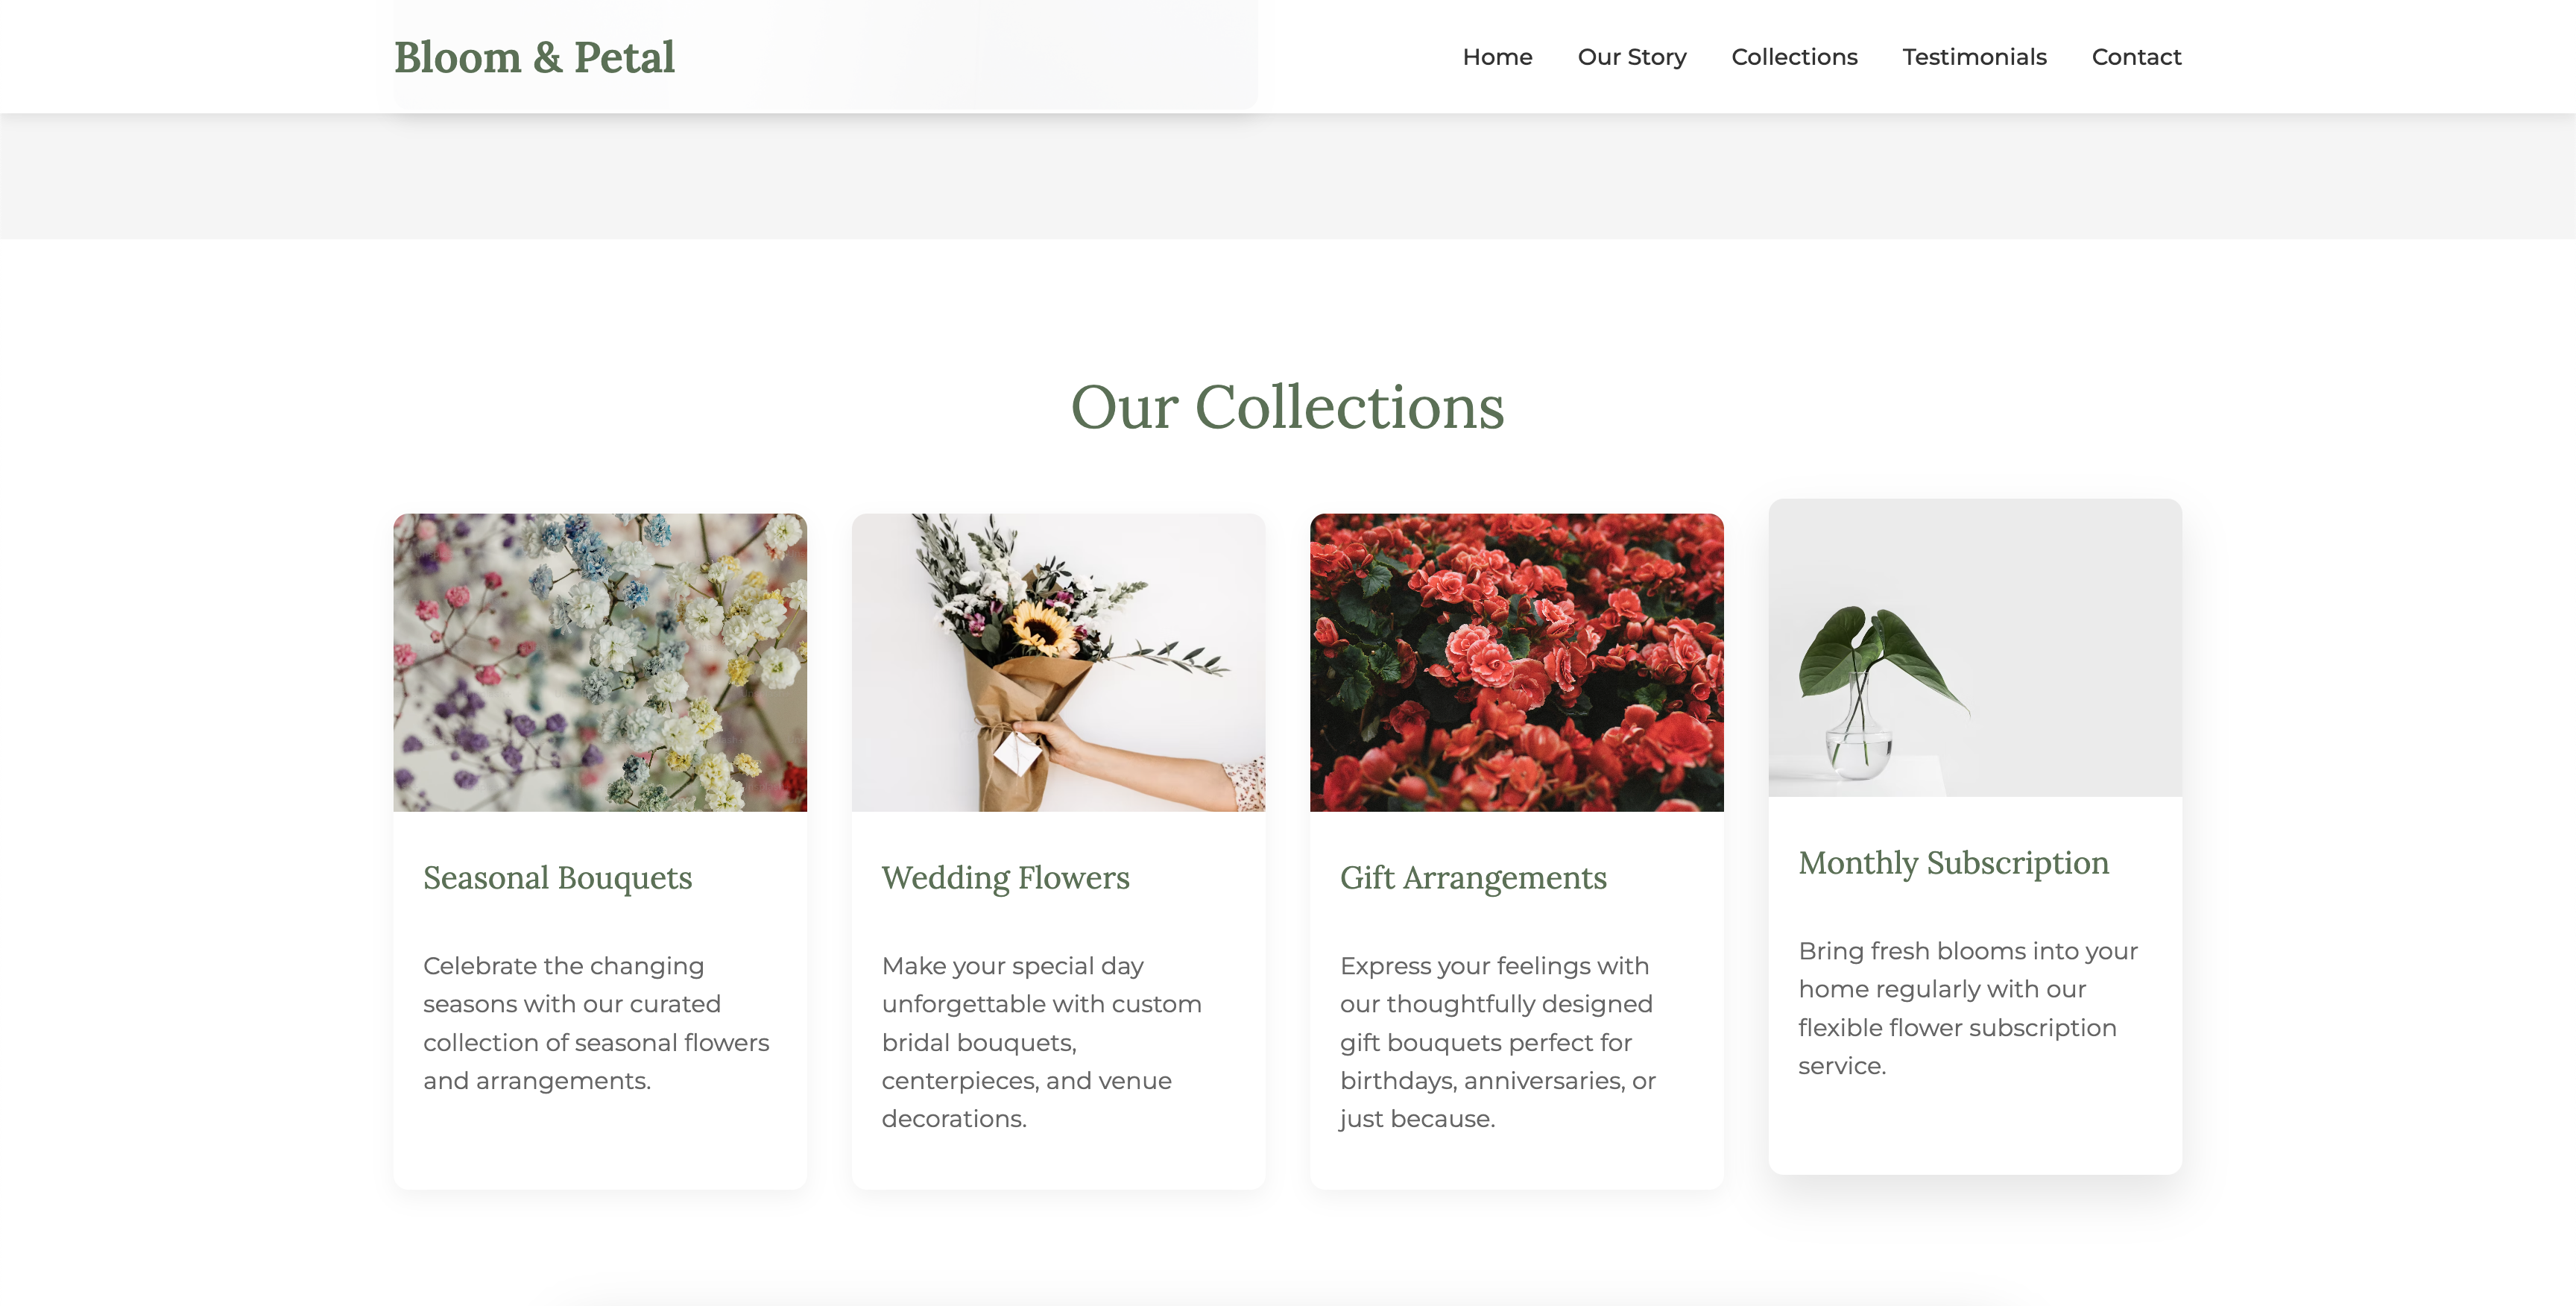 Bloom & Petal
Home
Our Story
Collections
Testimonials
Contact
Our Collections
Seasonal Bouquets
Celebrate the changing
seasons with our curated
collection of seasonal flowers
and arrangements.
Wedding Flowers
Make your special day
unforgettable with custom
bridal bouquets,
centerpieces, and venue
decorations.
Gift Arrangements
Express your feelings with
our thoughtfully designed
gift bouquets perfect for
birthdays, anniversaries, or
just because.
Monthly Subscription
Bring fresh blooms into your
home regularly with our
flexible flower subscription
service.